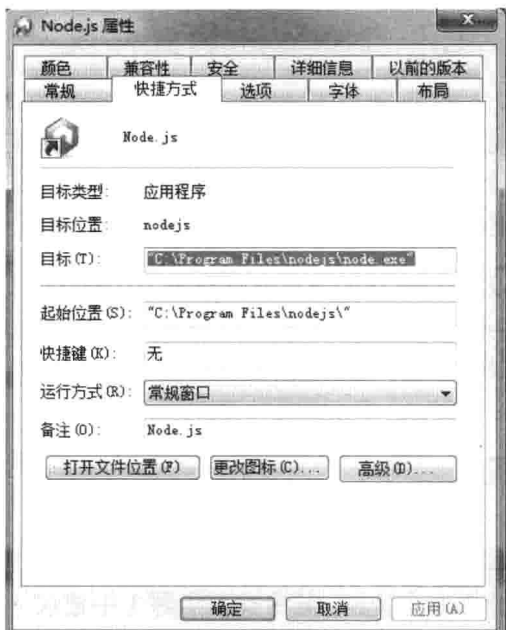 Node.js 属性
颜色 兼容性 安全 详细信息 以前的版本
常规 快捷方式 选项 字体 布局
Node.js
目标类型: 应用程序
目标位置: nodejs
目标(T): "C:\Program Files\nodejs\node.exe"
起始位置(S): "C:\Program Files\nodejs\"
快捷键(K): 无
运行方式(R): 常规窗口
备注(O): Node.js
打开文件位置(F) 更改图标(C)... 高级(D)...
确定 取消 应用(A)